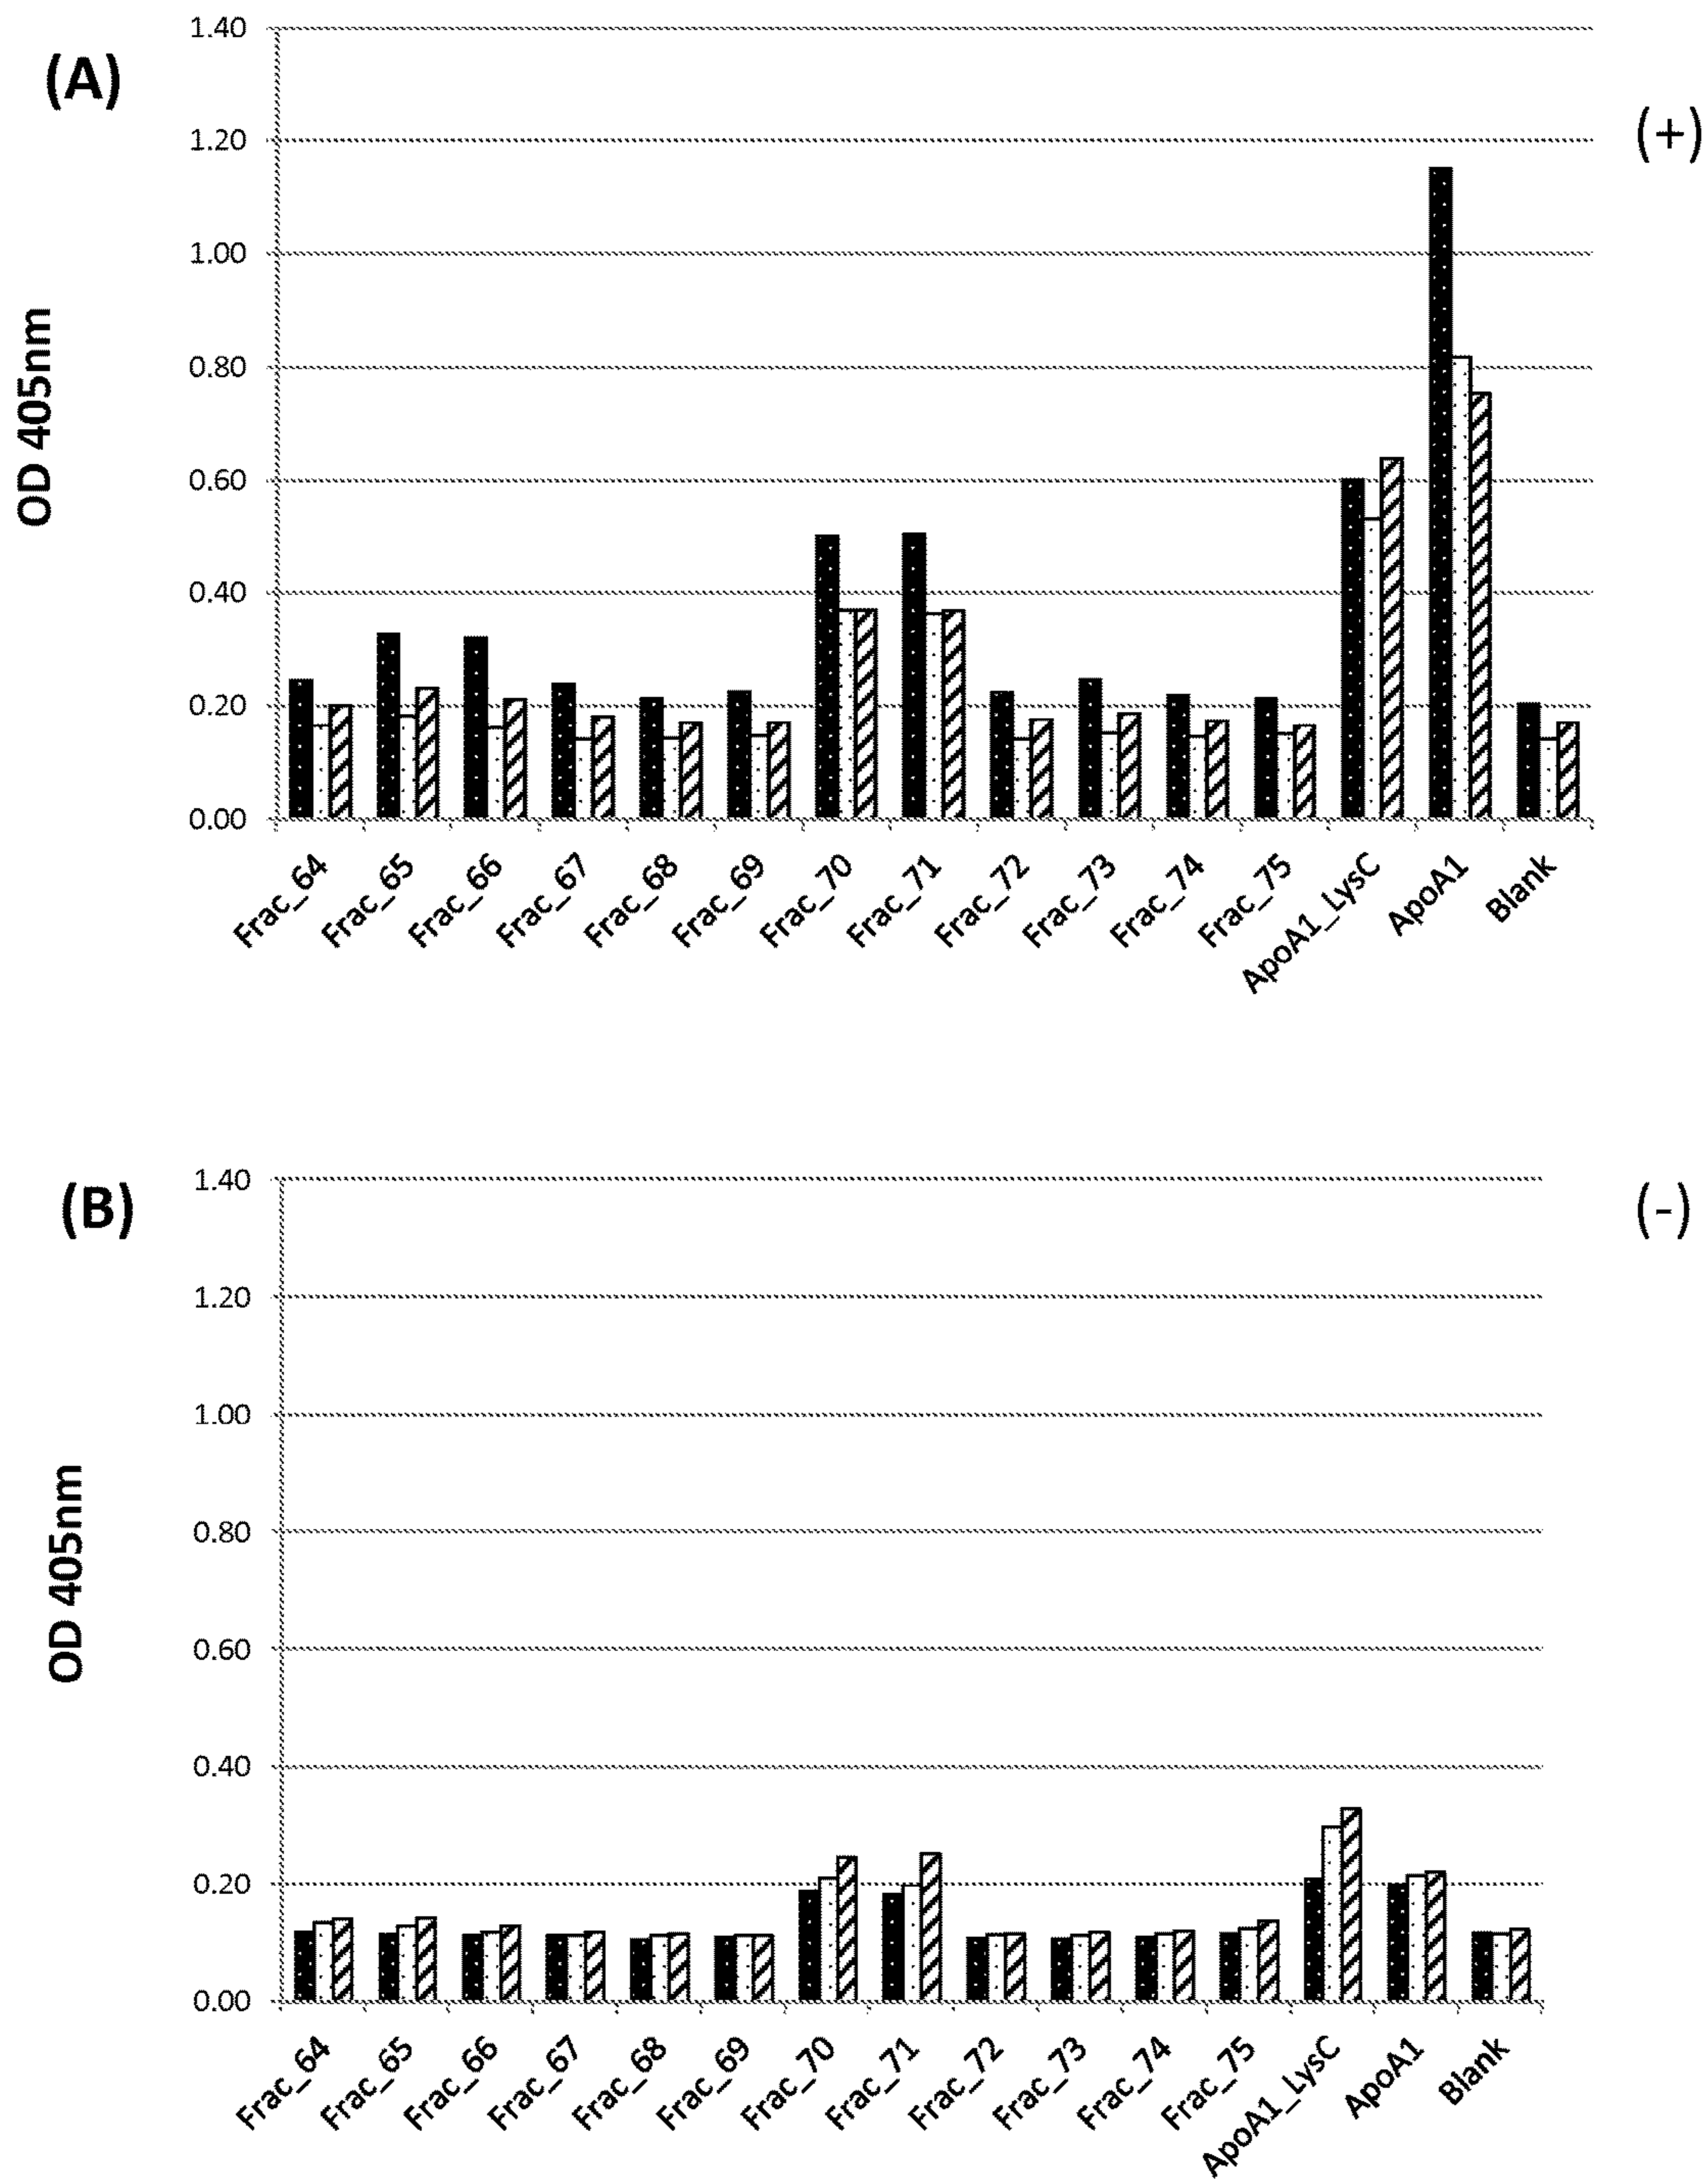 (A)
(+)
OD 405nm
1.40
1.20
1.00
0.80
0.60
0.40
0.20
0.00
Frac_64
Frac_65
Frac_66
Frac_67
Frac_68
Frac_69
Frac_70
Frac_71
Frac_72
Frac_73
Frac_74
Frac_75
ApoA1_LysC
ApoA1
Blank
(B)
(-)
OD 405nm
1.40
1.20
1.00
0.80
0.60
0.40
0.20
0.00
Frac_64
Frac_65
Frac_66
Frac_67
Frac_68
Frac_69
Frac_70
Frac_71
Frac_72
Frac_73
Frac_74
Frac_75
ApoA1_LysC
ApoA1
Blank